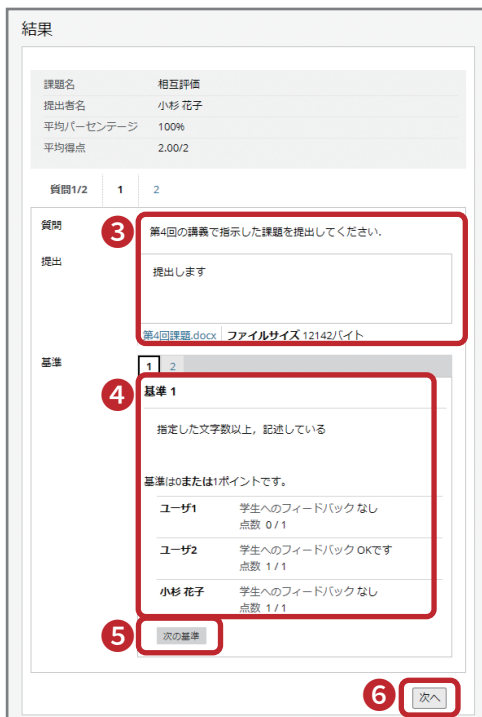 結果
課題名 相互評価
提出者名 小杉 花子
平均パーセンテージ 100%
平均得点 2.00/2
質問1/2 1 2
質問 3 第4回の講義で指示した課題を提出してください.
提出 提出します
第4回課題.docx ファイルサイズ 12142バイト
基準 1 2
4 基準 1
指定した文字数以上，記述している
基準は0または1ポイントです。
ユーザ1 学生へのフィードバック なし
点数 0 / 1
ユーザ2 学生へのフィードバック OKです
点数 1 / 1
小杉 花子 学生へのフィードバック なし
点数 1 / 1
5 次の基準
6 次へ